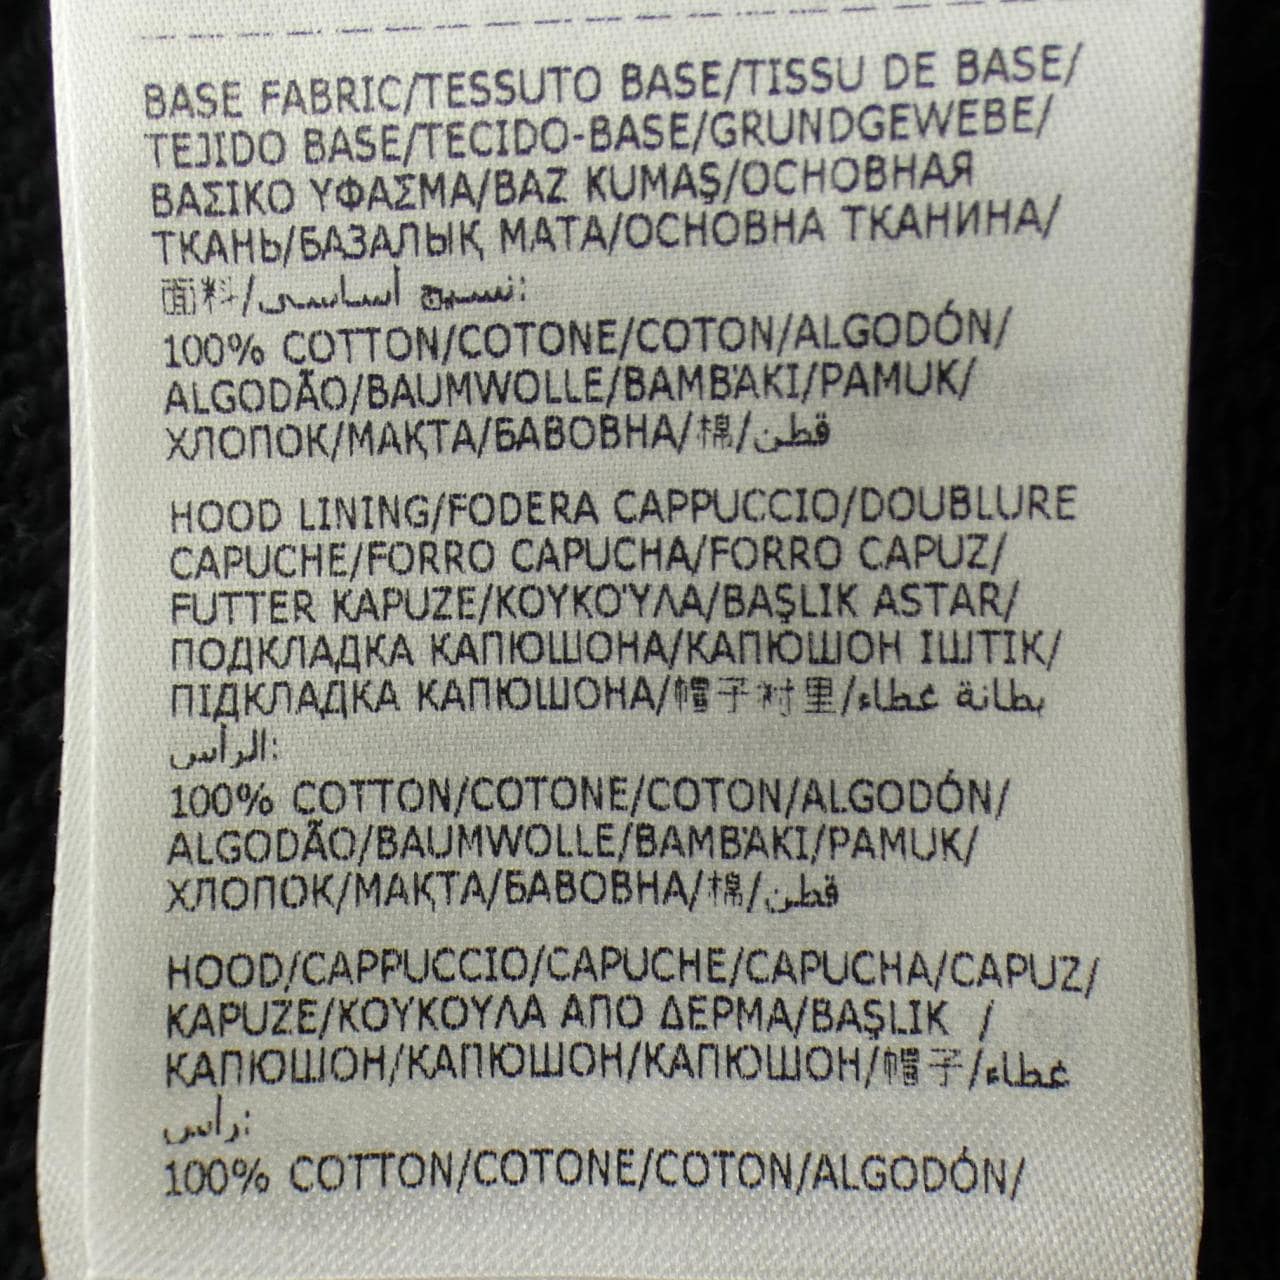 BASE FABRIC/TESSUTO BASE/TISSU DE BASE/
TEJIDO BASE/TECIDO-BASE/GRUNDGEWEBE/
ΒΑΣΙΚΟ ΥΦΑΣΜΑ/BAZ KUMAŞ/ОСНОВНАЯ
ТКАНЬ/БАЗАЛЫҚ МАТА/ОСНОВНА ТКАНИНА/
面料/نسيج أساسى:
100% COTTON/COTONE/COTON/ALGODÓN/
ALGODÃO/BAUMWOLLE/ΒΑΜΒΆΚΙ/PAMUK/
ХЛОПОК/МАҚТА/БАВОВНА/棉/قطن
HOOD LINING/FODERA CAPPUCCIO/DOUBLURE
CAPUCHE/FORRO CAPUCHA/FORRO CAPUZ/
FUTTER KAPUZE/ΚΟΥΚΟΎΛΑ/BAŞLIK ASTAR/
ПОДКЛАДКА КАПЮШОНА/КАПЮШОН ІШТІК/
ПІДКЛАДКА КАПЮШОНА/帽子衬里/بطانة غطاء
الرأس:
100% COTTON/COTONE/COTON/ALGODÓN/
ALGODÃO/BAUMWOLLE/ΒΑΜΒΆΚΙ/PAMUK/
ХЛОПОК/МАҚТА/БАВОВНА/棉/قطن
HOOD/CAPPUCCIO/CAPUCHE/CAPUCHA/CAPUZ/
KAPUZE/ΚΟΥΚΟΥΛΑ ΑΠΟ ΔΕΡΜΑ/BAŞLIK /
КАПЮШОН/КАПЮШОН/КАПЮШОН/帽子/غطاء
رأس:
100% COTTON/COTONE/COTON/ALGODÓN/